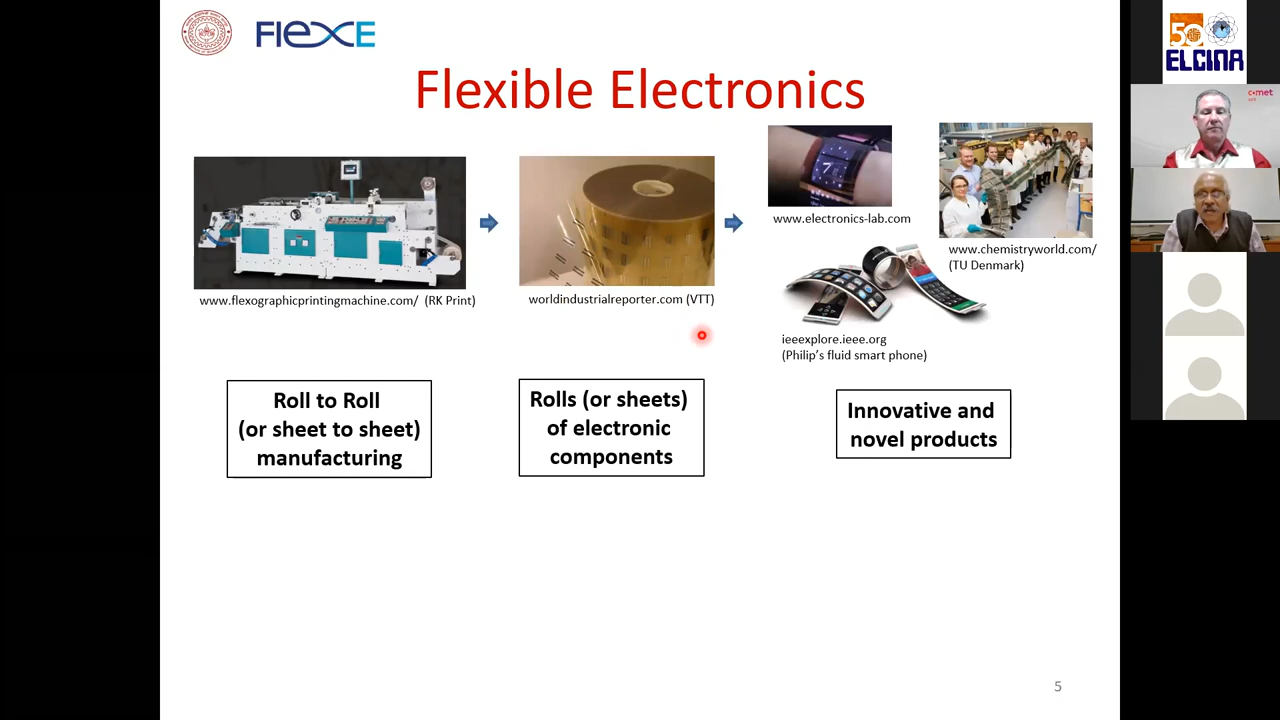 FlexE
Flexible Electronics
www.flexographicprintingmachine.com/ (RK Print)
worldindustrialreporter.com (VTT)
www.electronics-lab.com
www.chemistryworld.com/
(TU Denmark)
ieeexplore.ieee.org
(Philip's fluid smart phone)
Roll to Roll
(or sheet to sheet)
manufacturing
Rolls (or sheets)
of electronic
components
Innovative and
novel products
5
50
ELCINA
comet